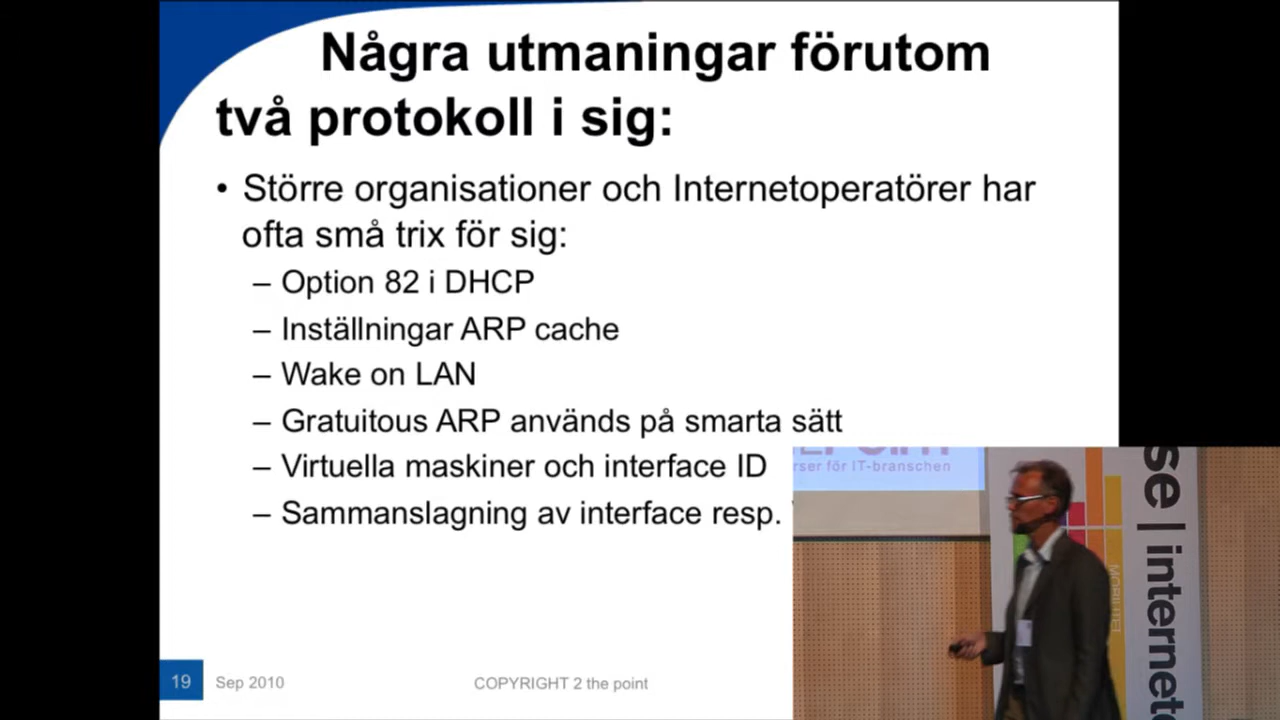 Några utmaningar förutom
två protokoll i sig:
• Större organisationer och Internetoperatörer har
ofta små trix för sig:
– Option 82 i DHCP
– Inställningar ARP cache
– Wake on LAN
– Gratuitous ARP används på smarta sätt
– Virtuella maskiner och interface ID
– Sammanslagning av interface resp.
rser för IT-branschen
se | internet
MOBILITET
19
Sep 2010
COPYRIGHT 2 the point